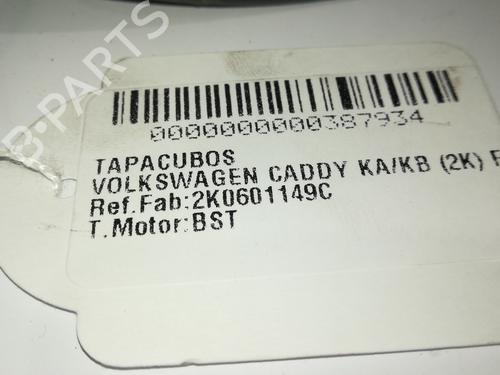 0000000000387934
TAPACUBOS
VOLKSWAGEN CADDY KA/KB (2K)
Ref.Fab:2K0601149C
T.Motor:BST
B-PARTS